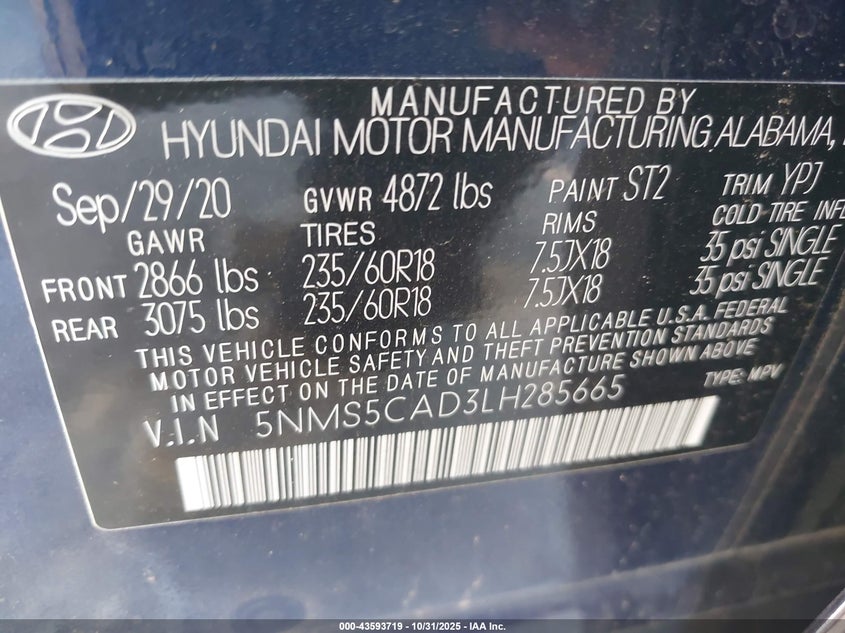 MANUFACTURED BY
HYUNDAI MOTOR MANUFACTURING ALABAMA,
Sep/29/20 GVWR 4872 lbs PAINT ST2 TRIM YPJ
GAWR TIRES RIMS COLD TIRE INFL
FRONT 2866 lbs 235/60R18 7.5JX18 35 psi SINGLE
REAR 3075 lbs 235/60R18 7.5JX18 35 psi SINGLE
THIS VEHICLE CONFORMS TO ALL APPLICABLE U.S.A. FEDERAL
MOTOR VEHICLE SAFETY AND THEFT PREVENTION STANDARDS
IN EFFECT ON THE DATE OF MANUFACTURE SHOWN ABOVE
V.I.N 5NMS5CAD3LH285665 TYPE: MPV
000-43593719 - 10/31/2025 - IAA Inc.